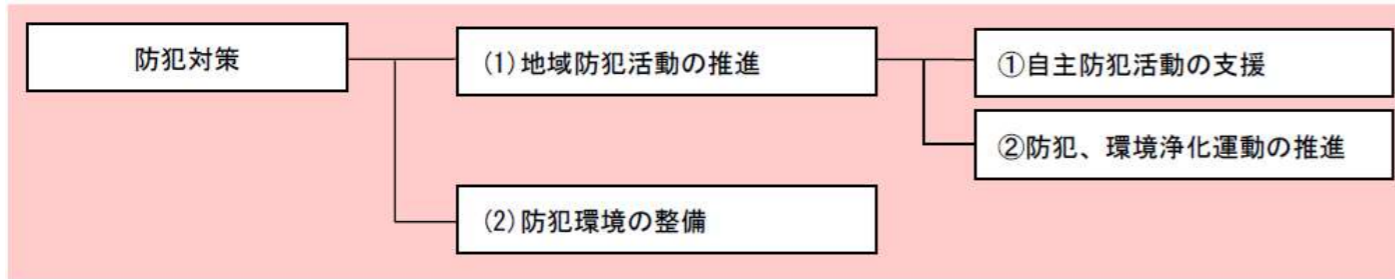 防犯対策
(1)地域防犯活動の推進
①自主防犯活動の支援
②防犯、環境浄化運動の推進
(2)防犯環境の整備